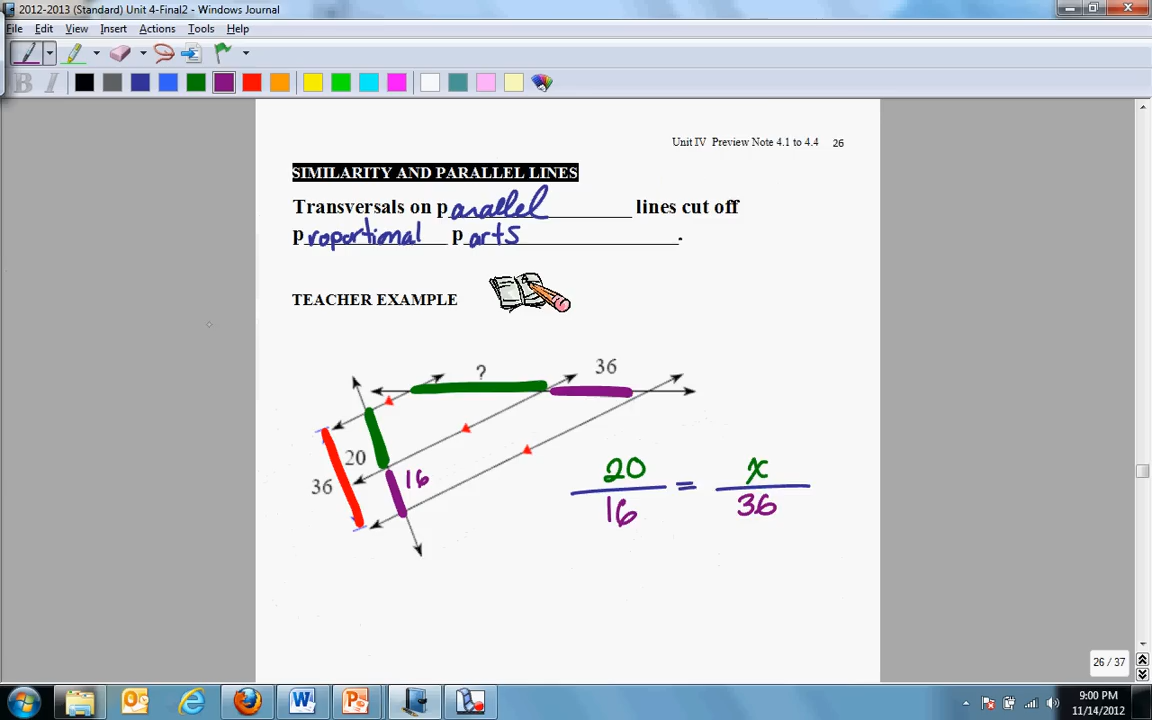 2012-2013 (Standard) Unit 4-Final2 - Windows Journal
File Edit View Insert Actions Tools Help
B I
Unit IV Preview Note 4.1 to 4.4 26
SIMILARITY AND PARALLEL LINES
Transversals on parallel lines cut off
proportional parts.
TEACHER EXAMPLE
? 36
20
36 16
20 = x
16 36
26 / 37
9:00 PM
11/14/2012